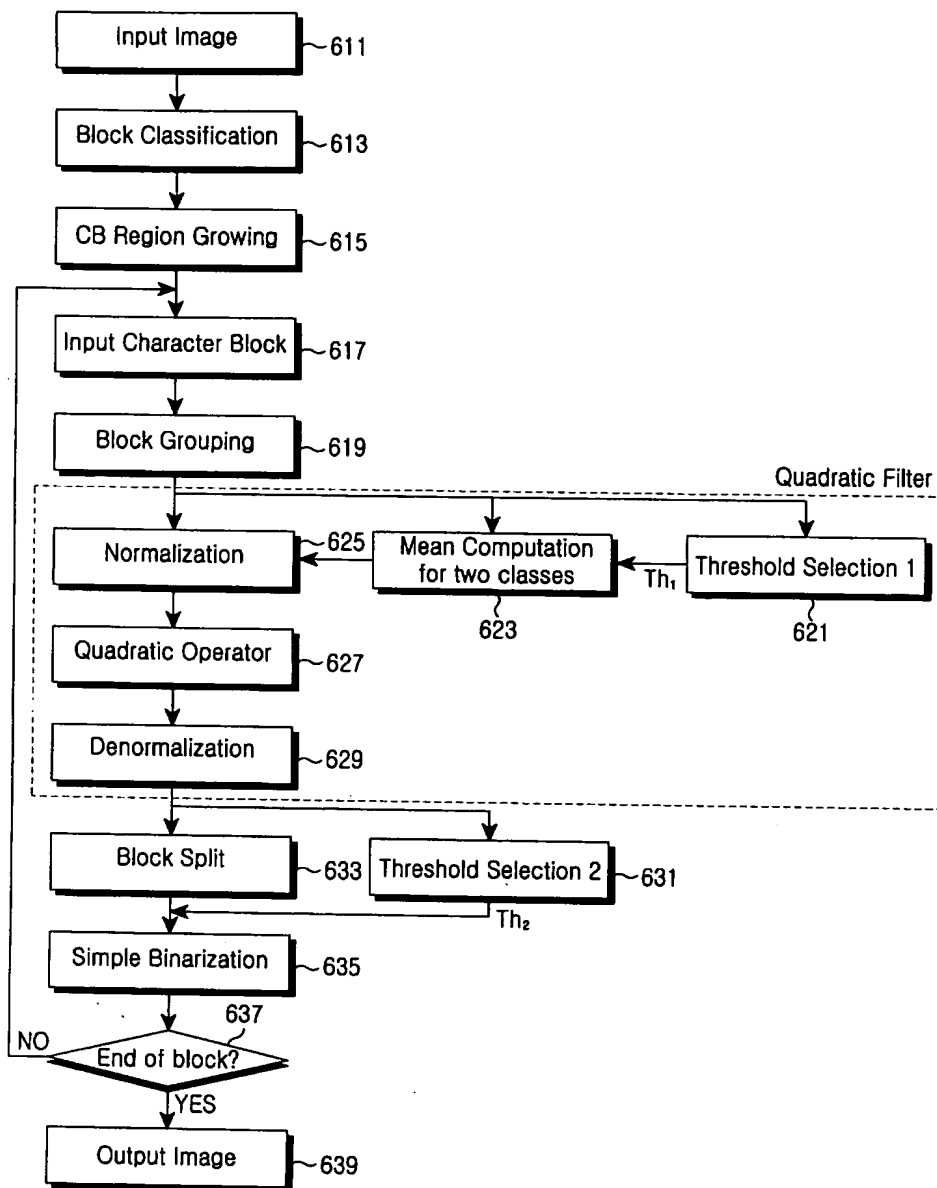 Input Image
611
Block Classification
613
CB Region Growing
615
Input Character Block
617
Block Grouping
619
Quadratic Filter
Normalization
625
Mean Computation
for two classes
623
Th₁
Threshold Selection 1
621
Quadratic Operator
627
Denormalization
629
Block Split
633
Threshold Selection 2
631
Th₂
Simple Binarization
635
637
NO
End of block?
YES
Output Image
639